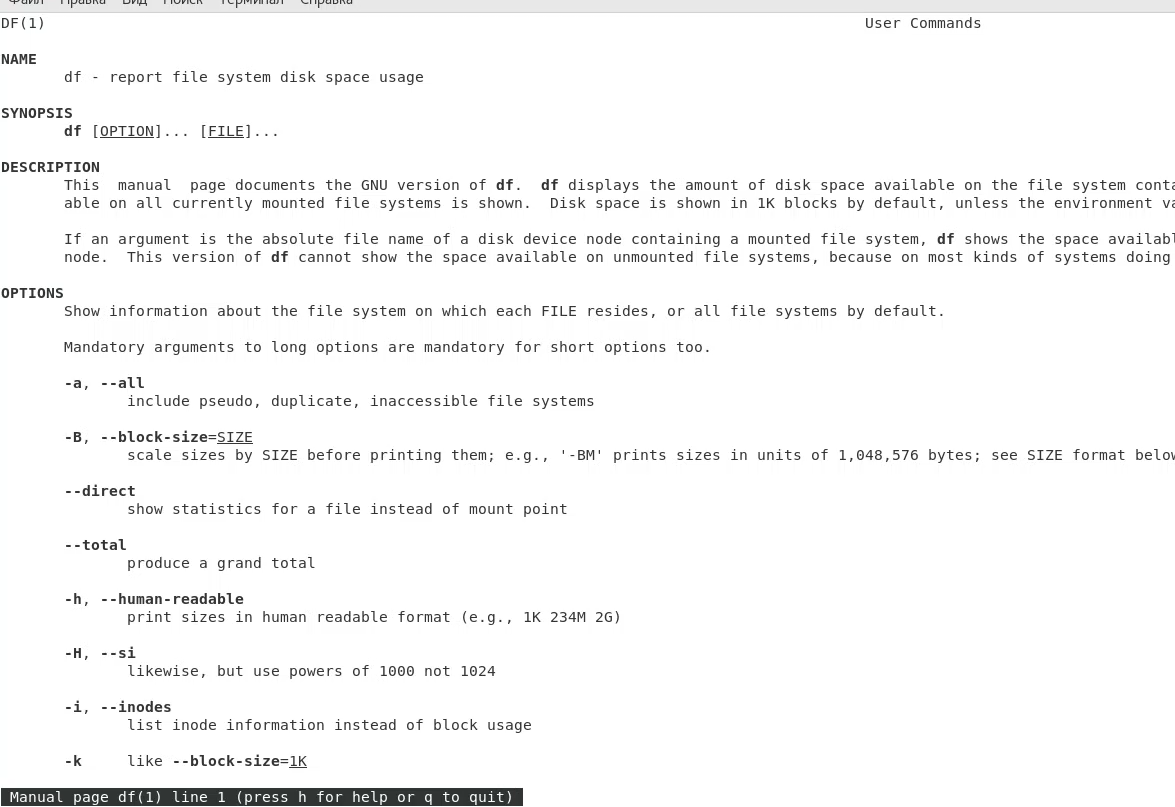 Файл Правка Вид Поиск Терминал Справка
DF(1) User Commands
NAME
df - report file system disk space usage
SYNOPSIS
df [OPTION]... [FILE]...
DESCRIPTION
This manual page documents the GNU version of df. df displays the amount of disk space available on the file system conta
able on all currently mounted file systems is shown. Disk space is shown in 1K blocks by default, unless the environment va
If an argument is the absolute file name of a disk device node containing a mounted file system, df shows the space availabl
node. This version of df cannot show the space available on unmounted file systems, because on most kinds of systems doing
OPTIONS
Show information about the file system on which each FILE resides, or all file systems by default.
Mandatory arguments to long options are mandatory for short options too.
-a, --all
include pseudo, duplicate, inaccessible file systems
-B, --block-size=SIZE
scale sizes by SIZE before printing them; e.g., '-BM' prints sizes in units of 1,048,576 bytes; see SIZE format below
--direct
show statistics for a file instead of mount point
--total
produce a grand total
-h, --human-readable
print sizes in human readable format (e.g., 1K 234M 2G)
-H, --si
likewise, but use powers of 1000 not 1024
-i, --inodes
list inode information instead of block usage
-k like --block-size=1K
Manual page df(1) line 1 (press h for help or q to quit)